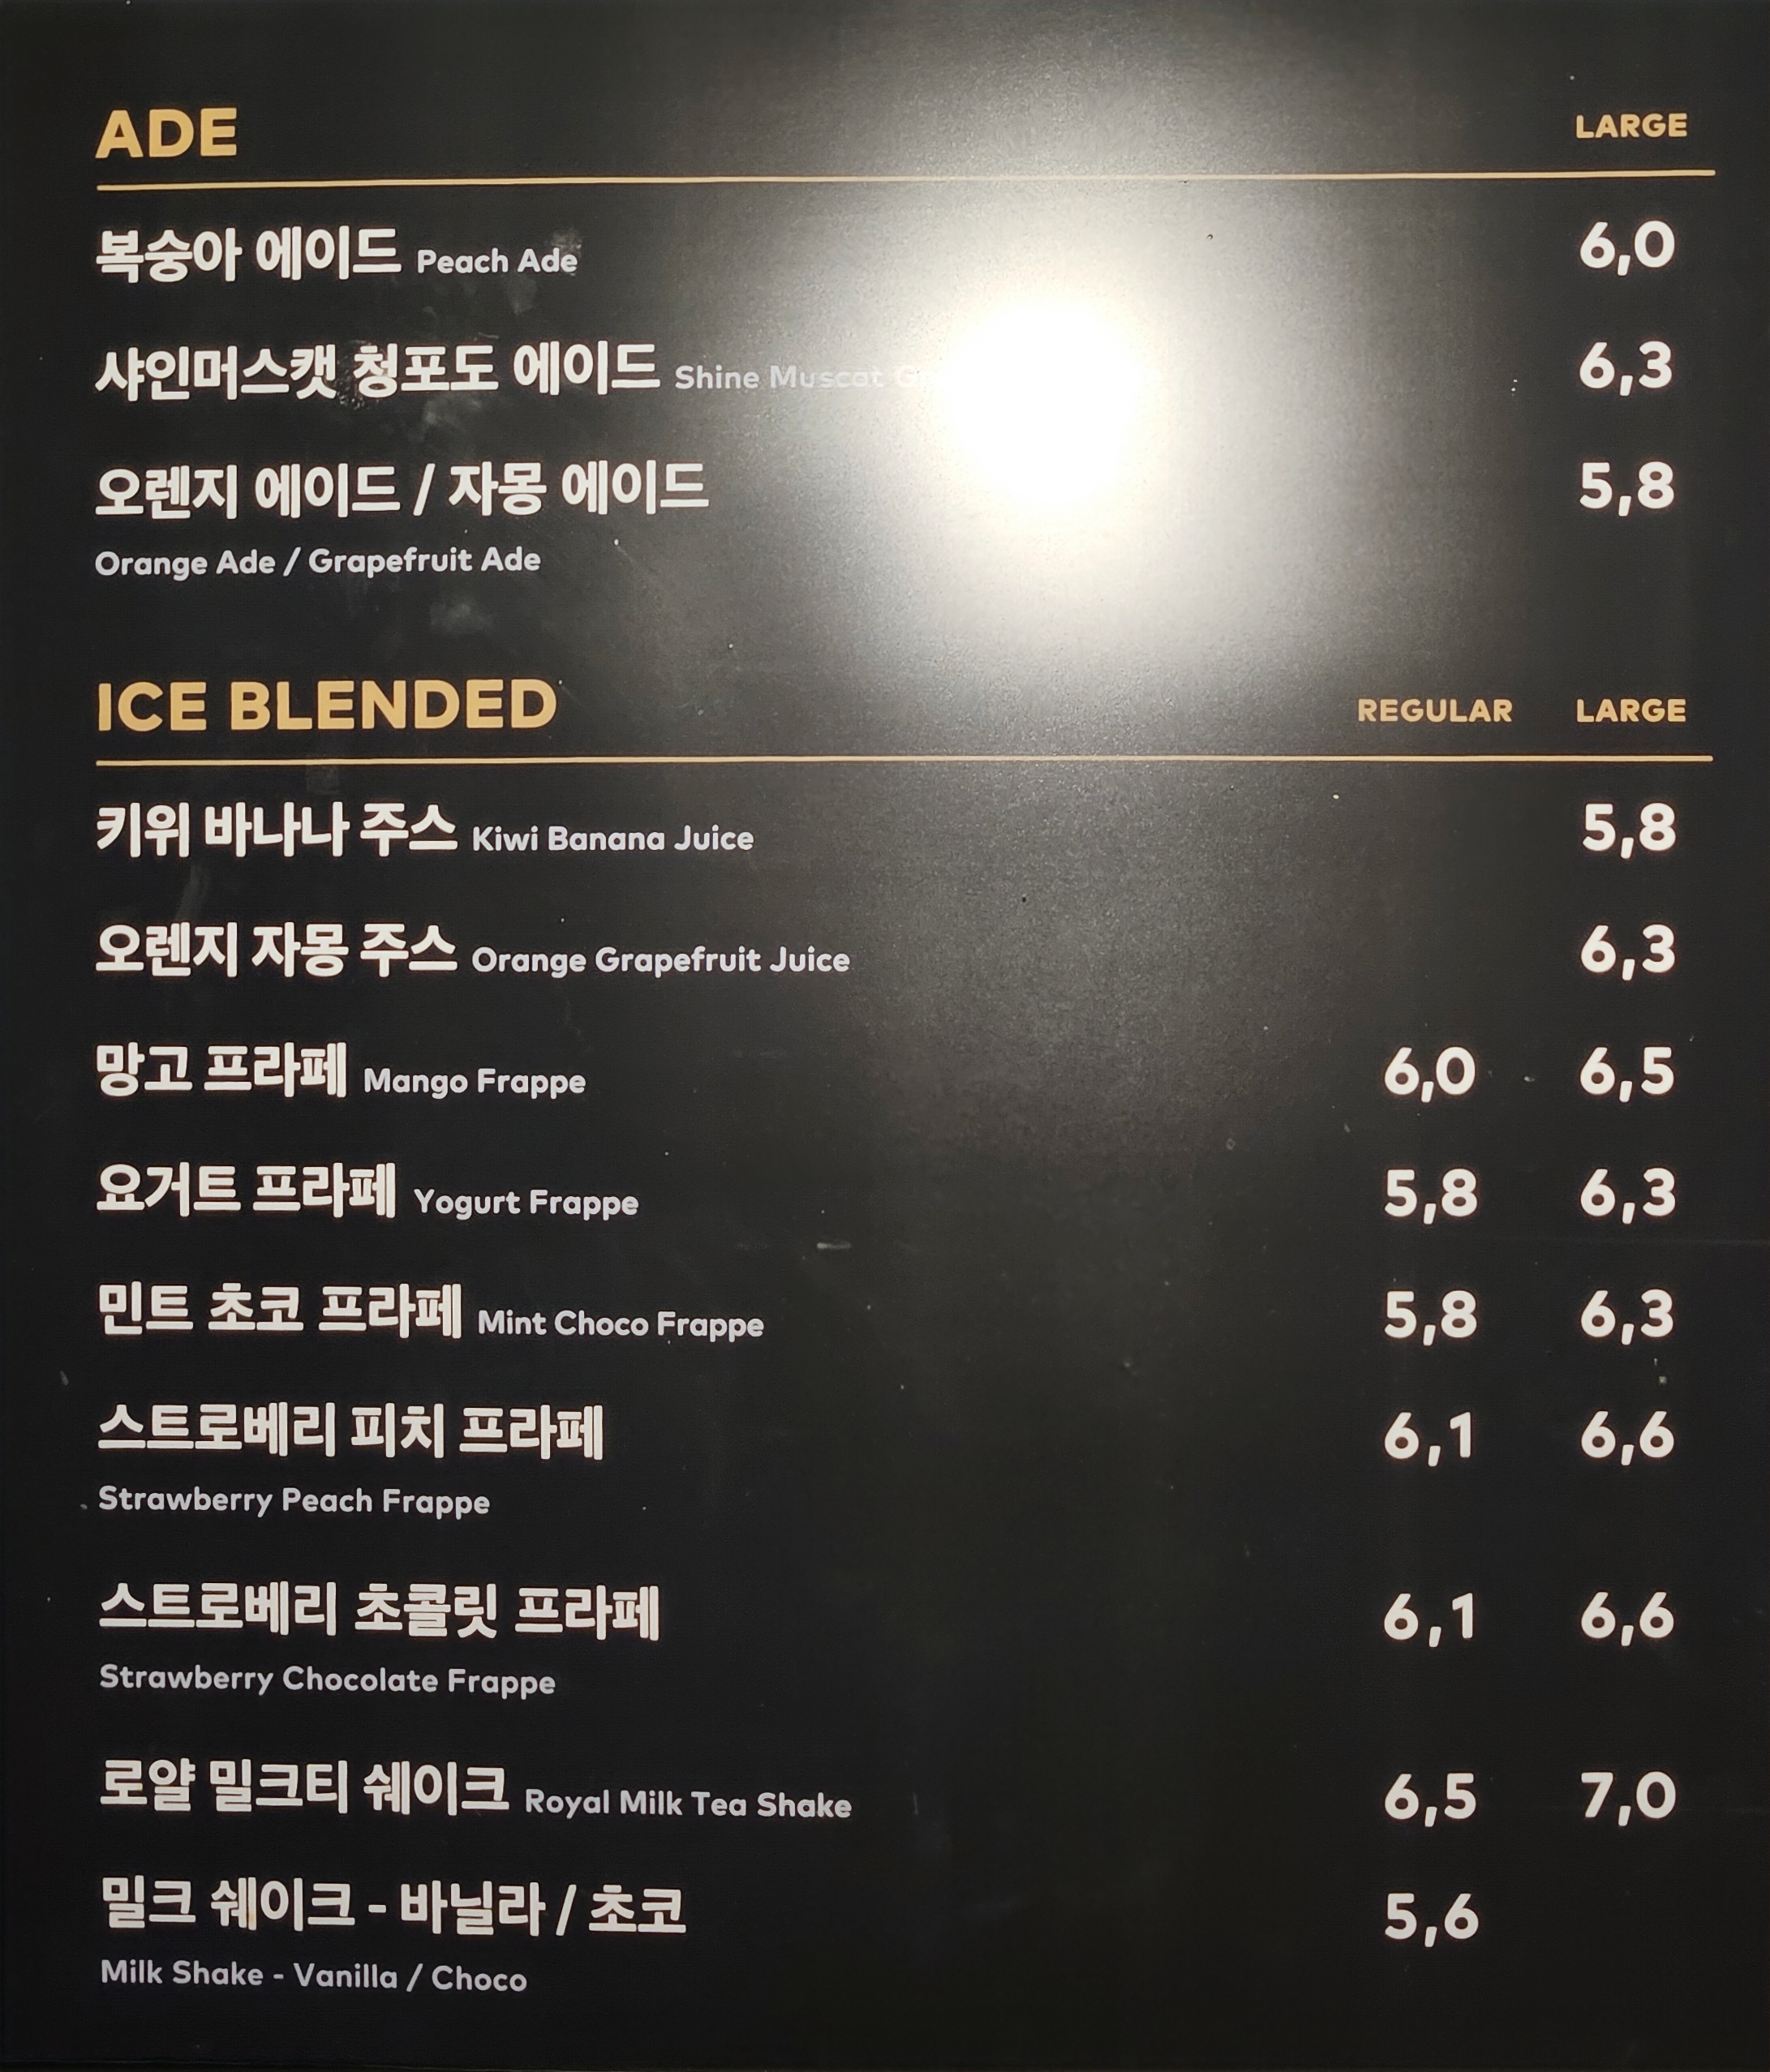 ADE
LARGE
복숭아 에이드 Peach Ade 6,0
샤인머스캣 청포도 에이드 Shine Muscat 6,3
오렌지 에이드 / 자몽 에이드 5,8
Orange Ade / Grapefruit Ade
ICE BLENDED
REGULAR LARGE
키위 바나나 주스 Kiwi Banana Juice 5,8
오렌지 자몽 주스 Orange Grapefruit Juice 6,3
망고 프라페 Mango Frappe 6,0 6,5
요거트 프라페 Yogurt Frappe 5,8 6,3
민트 초코 프라페 Mint Choco Frappe 5,8 6,3
스트로베리 피치 프라페 6,1 6,6
Strawberry Peach Frappe
스트로베리 초콜릿 프라페 6,1 6,6
Strawberry Chocolate Frappe
로얄 밀크티 쉐이크 Royal Milk Tea Shake 6,5 7,0
밀크 쉐이크 - 바닐라 / 초코 5,6
Milk Shake - Vanilla / Choco